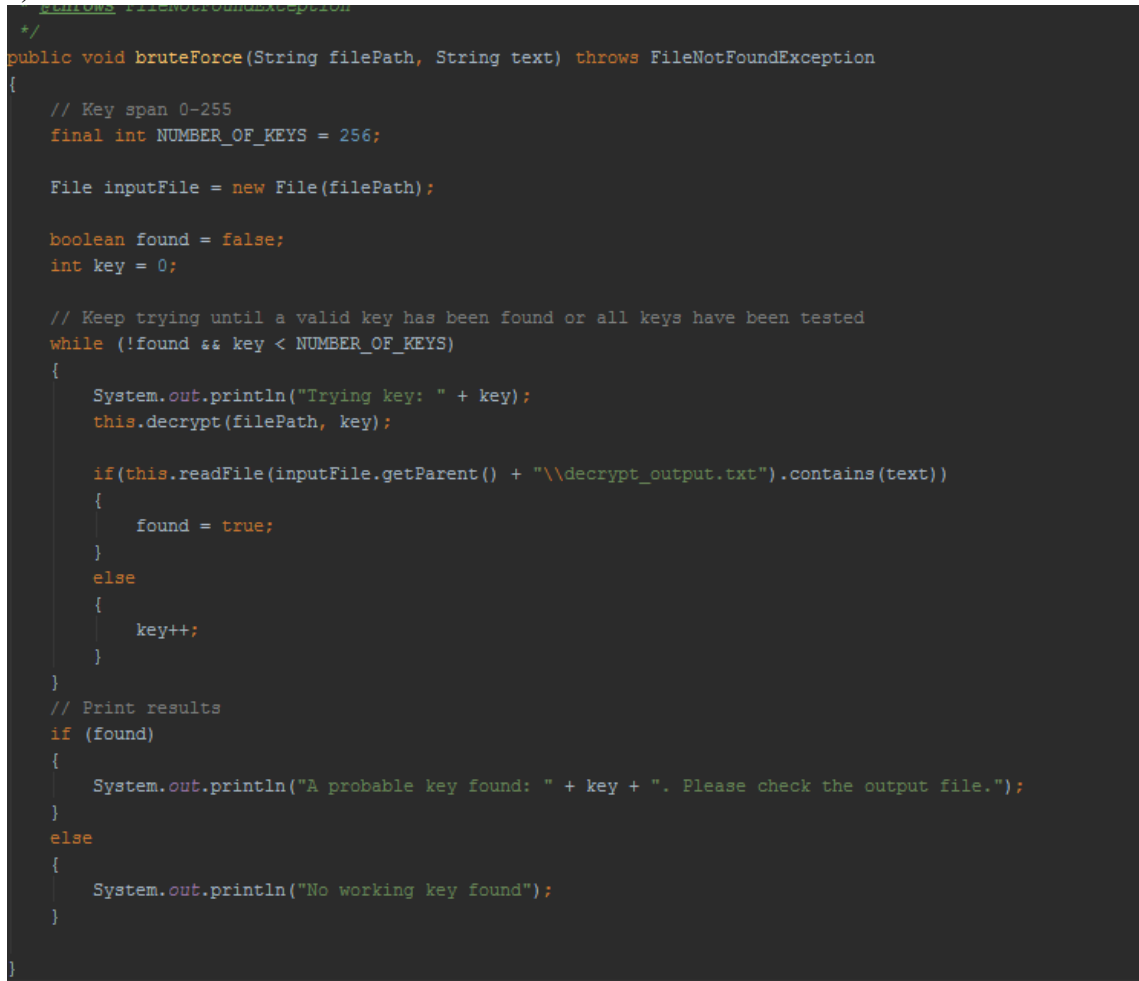 @throws FileNotFoundException
*/
public void bruteForce(String filePath, String text) throws FileNotFoundException
{
// Key span 0-255
final int NUMBER_OF_KEYS = 256;
File inputFile = new File(filePath);
boolean found = false;
int key = 0;
// Keep trying until a valid key has been found or all keys have been tested
while (!found && key < NUMBER_OF_KEYS)
{
System.out.println("Trying key: " + key);
this.decrypt(filePath, key);
if(this.readFile(inputFile.getParent() + "\\decrypt_output.txt").contains(text))
{
found = true;
}
else
{
key++;
}
}
// Print results
if (found)
{
System.out.println("A probable key found: " + key + ". Please check the output file.");
}
else
{
System.out.println("No working key found");
}
}